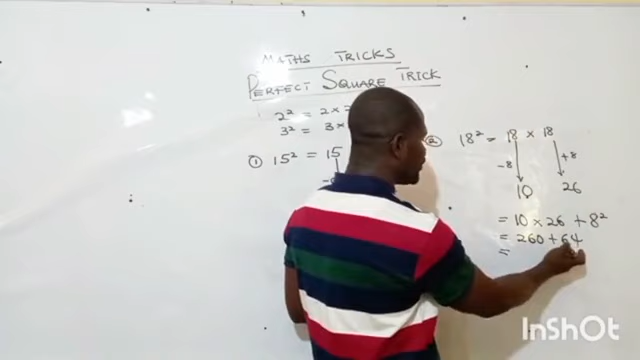 MATHS TRICKS
PERFECT SQUARE TRICK
2² = 2 ×
3² = 3 ×
① 15² = 15
② 18² = 18 × 18
-8 +8
10 26
= 10 × 26 + 8²
= 260 + 64
=
InShOt